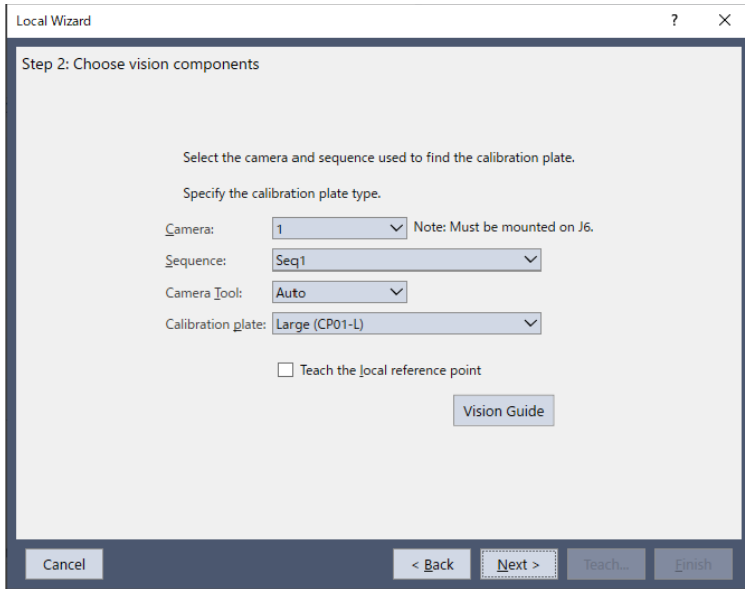 Local Wizard ? ×
Step 2: Choose vision components
Select the camera and sequence used to find the calibration plate.
Specify the calibration plate type.
Camera: 1 Note: Must be mounted on J6.
Sequence: Seq1
Camera Tool: Auto
Calibration plate: Large (CP01-L)
Teach the local reference point
Vision Guide
Cancel < Back Next > Teach... Finish